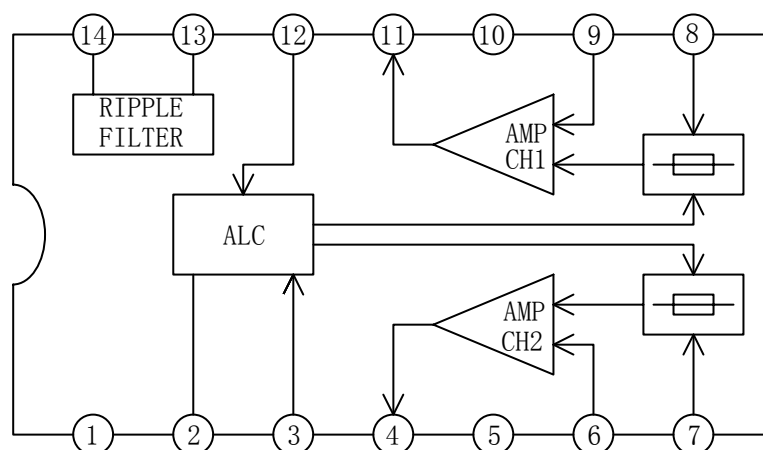 14 13 12 11 10 9 8
RIPPLE
FILTER
AMP
CH1
ALC
AMP
CH2
1 2 3 4 5 6 7